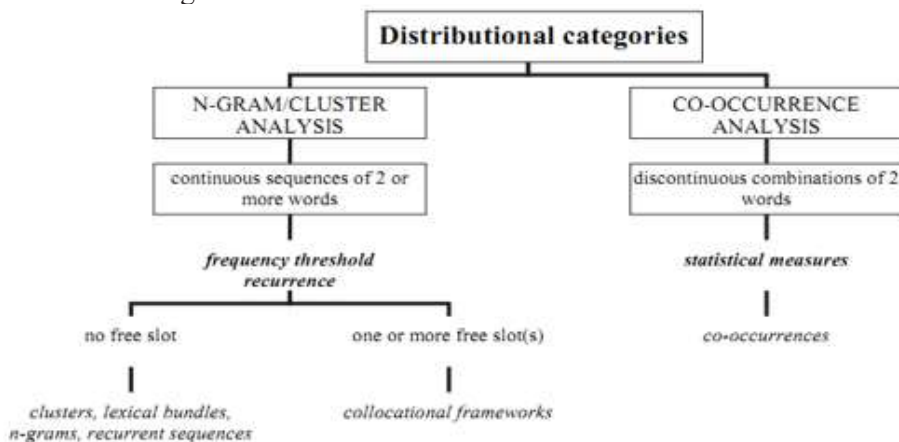 Distributional categories
N-GRAM/CLUSTER
ANALYSIS
continuous sequences of 2 or
more words
frequency threshold
recurrence
no free slot
one or more free slot(s)
clusters, lexical bundles,
n-grams, recurrent sequences
collocational frameworks
CO-OCCURRENCE
ANALYSIS
discontinuous combinations of 2
words
statistical measures
co-occurrences